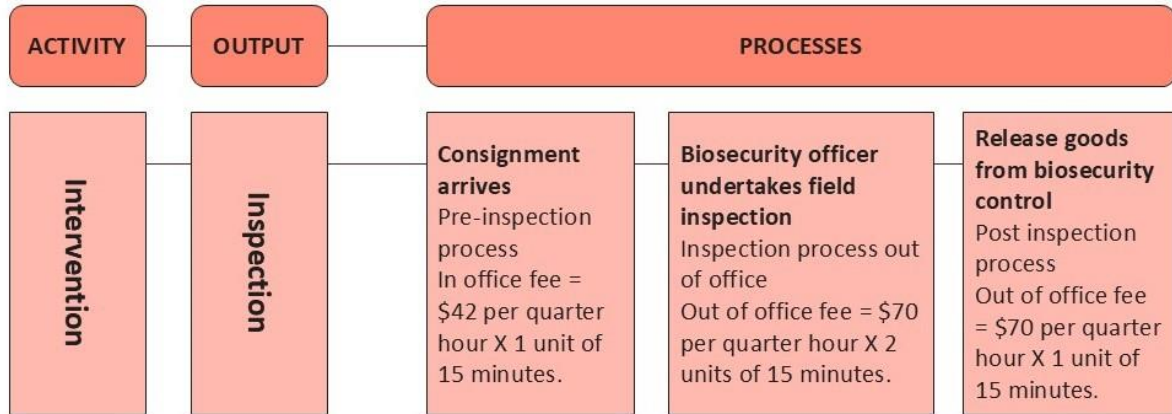 ACTIVITY
OUTPUT
PROCESSES
Intervention
Inspection
Consignment
arrives
Pre-inspection
process
In office fee =
$42 per quarter
hour X 1 unit of
15 minutes.
Biosecurity officer
undertakes field
inspection
Inspection process out
of office
Out of office fee = $70
per quarter hour X 2
units of 15 minutes.
Release goods
from biosecurity
control
Post inspection
process
Out of office fee
= $70 per quarter
hour X 1 unit of
15 minutes.